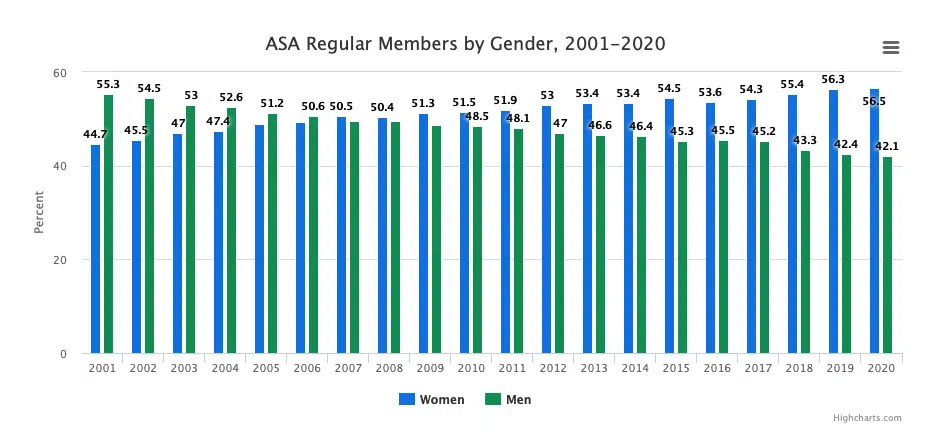 ASA Regular Members by Gender, 2001–2020
Percent
60
40
20
0
44.7 55.3 45.5 54.5 47 53 47.4 52.6 51.2 50.6 50.5 50.4 51.3 51.5 48.5 51.9 48.1 53 47 53.4 46.6 53.4 46.4 54.5 45.3 53.6 45.5 54.3 45.2 55.4 43.3 56.3 42.4 56.5 42.1
2001 2002 2003 2004 2005 2006 2007 2008 2009 2010 2011 2012 2013 2014 2015 2016 2017 2018 2019 2020
Women Men
Highcharts.com